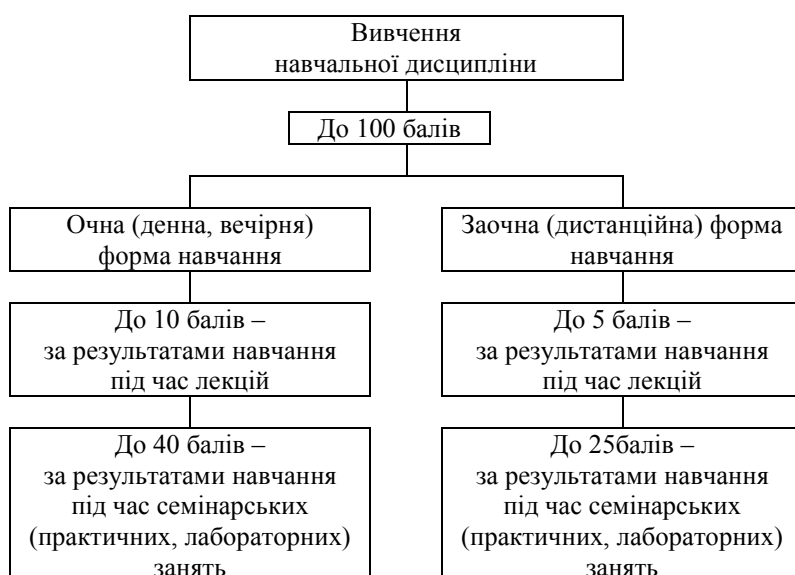 Вивчення
навчальної дисципліни
До 100 балів
Очна (денна, вечірня)
форма навчання
Заочна (дистанційна) форма
навчання
До 10 балів –
за результатами навчання
під час лекцій
До 5 балів –
за результатами навчання
під час лекцій
До 40 балів –
за результатами навчання
під час семінарських
(практичних, лабораторних)
занять
До 25балів –
за результатами навчання
під час семінарських
(практичних, лабораторних)
занять